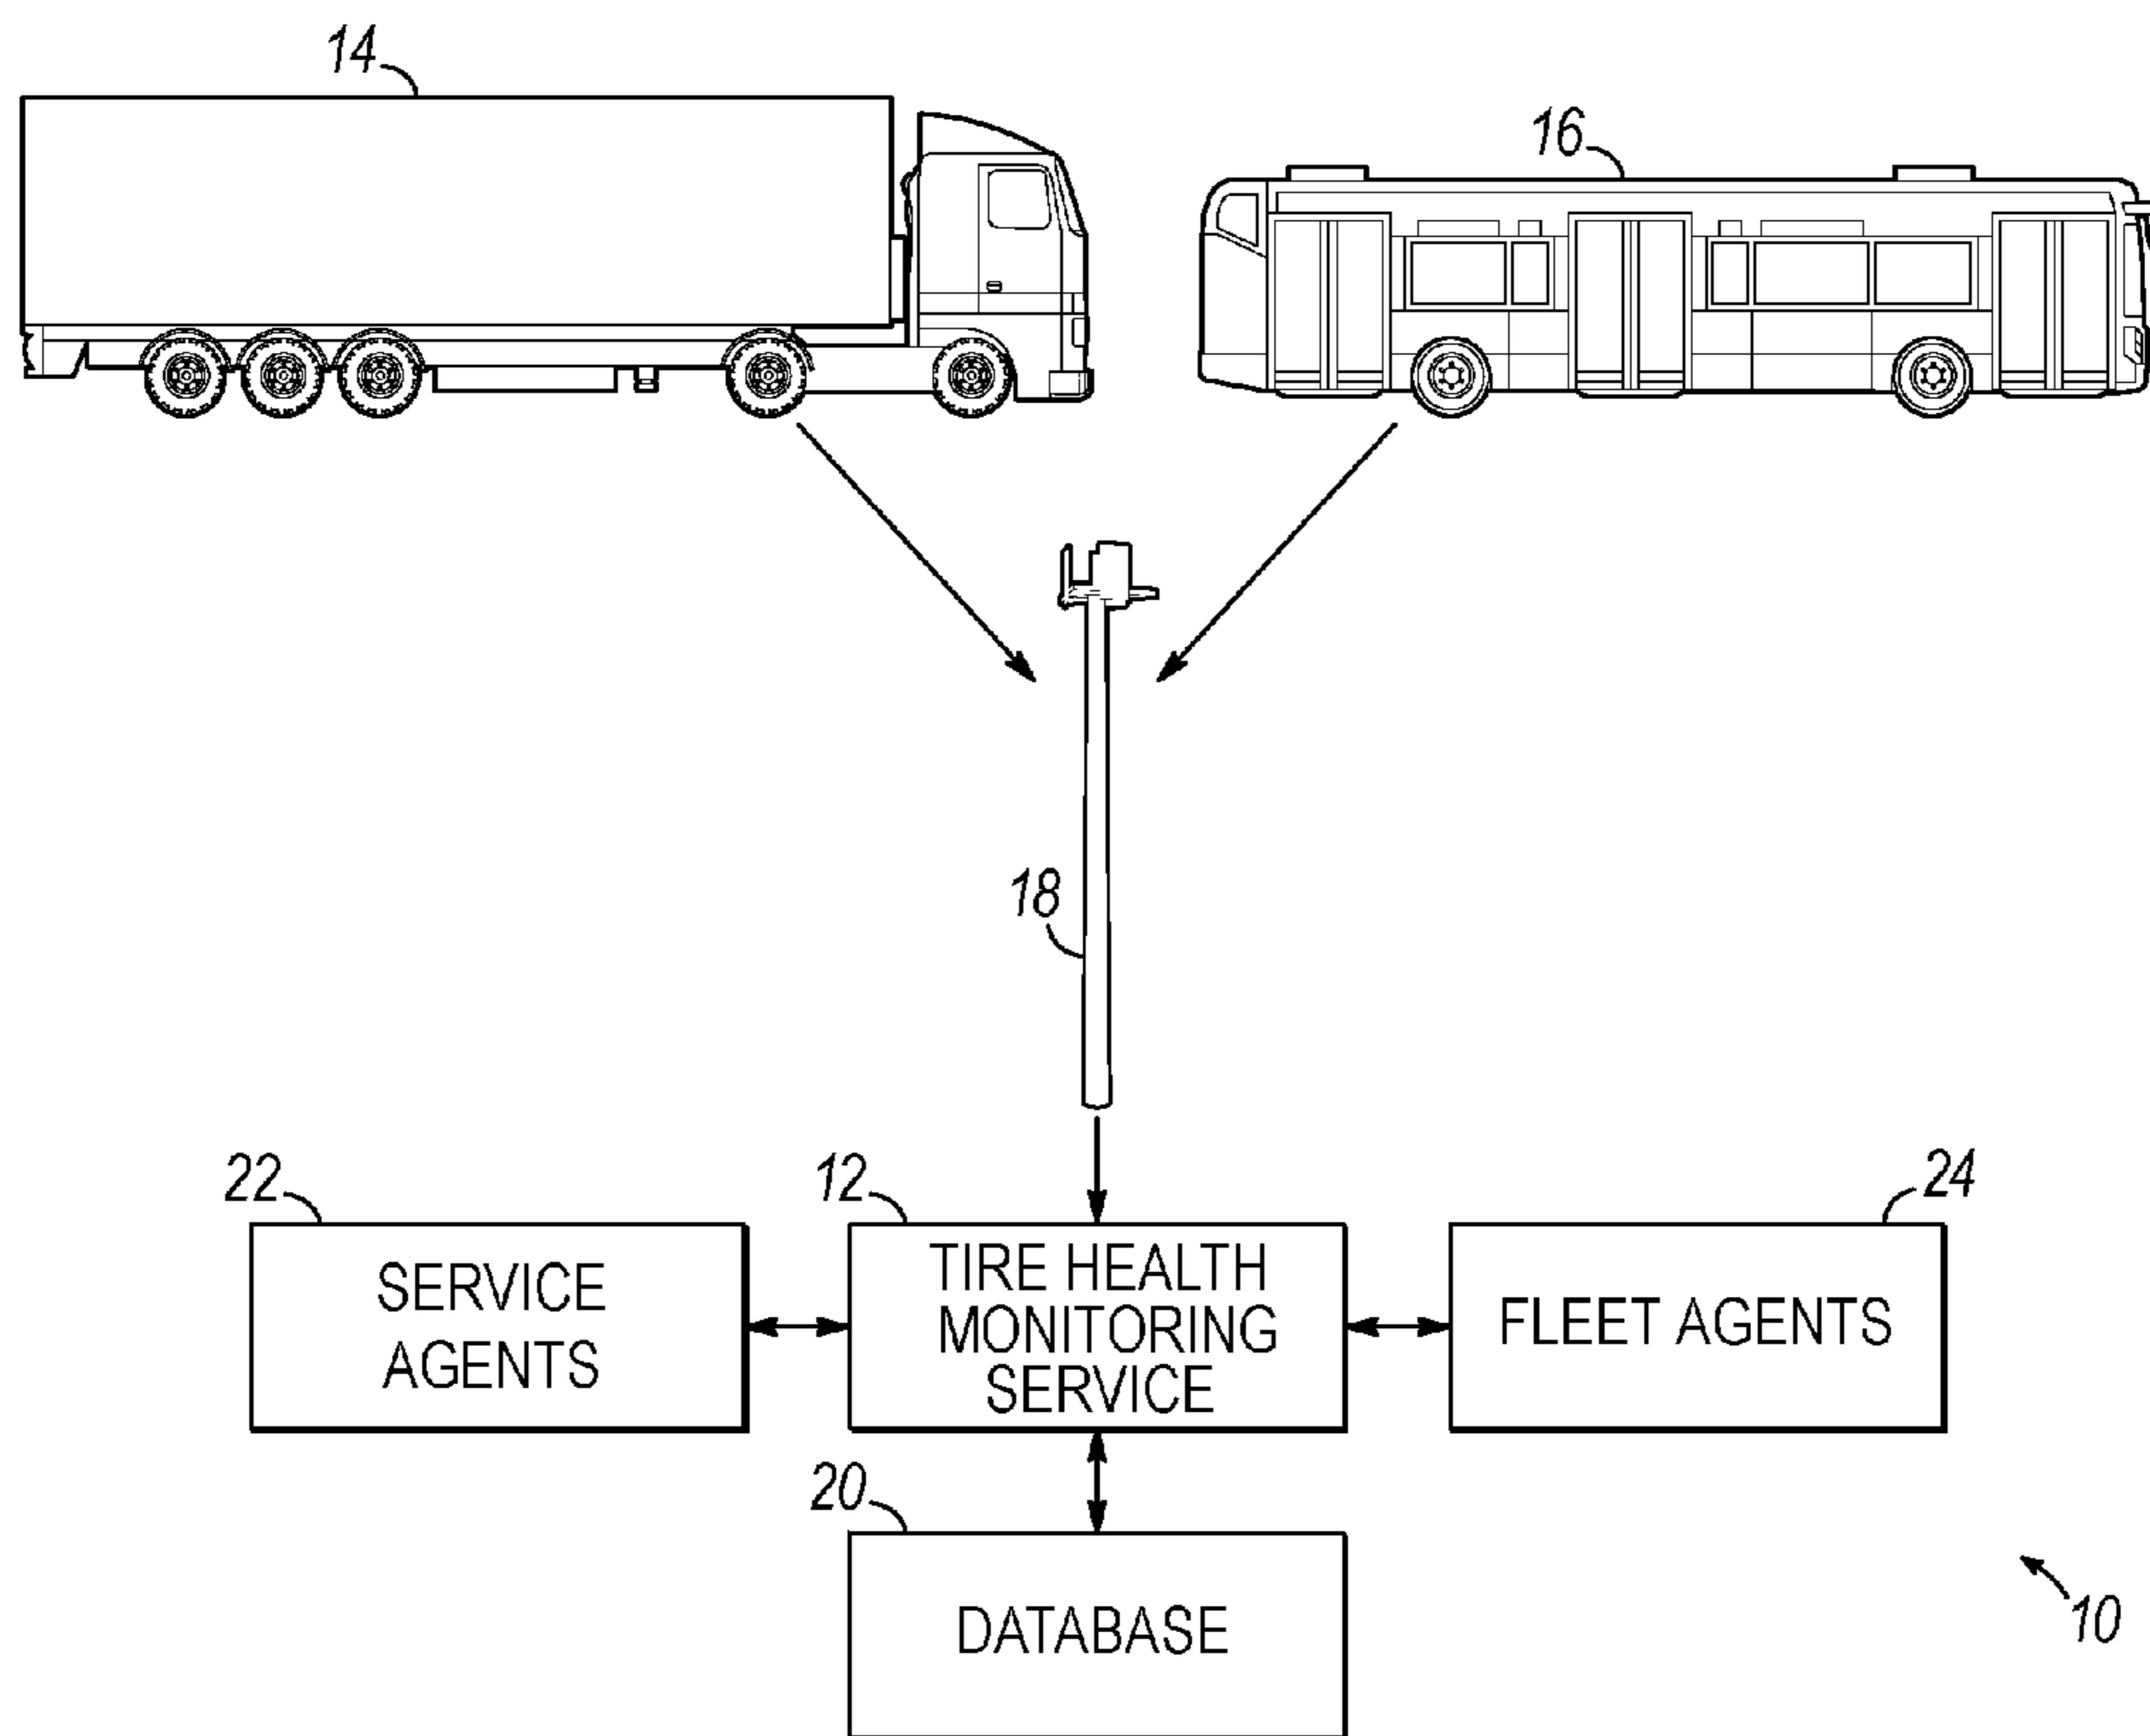 14
16
18
22
12
24
SERVICE
AGENTS
TIRE HEALTH
MONITORING
SERVICE
FLEET AGENTS
20
DATABASE
10